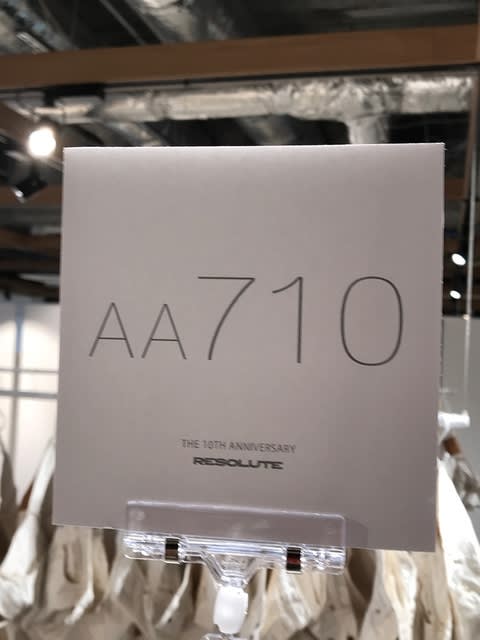 AA710
THE 10TH ANNIVERSARY
RESOLUTE